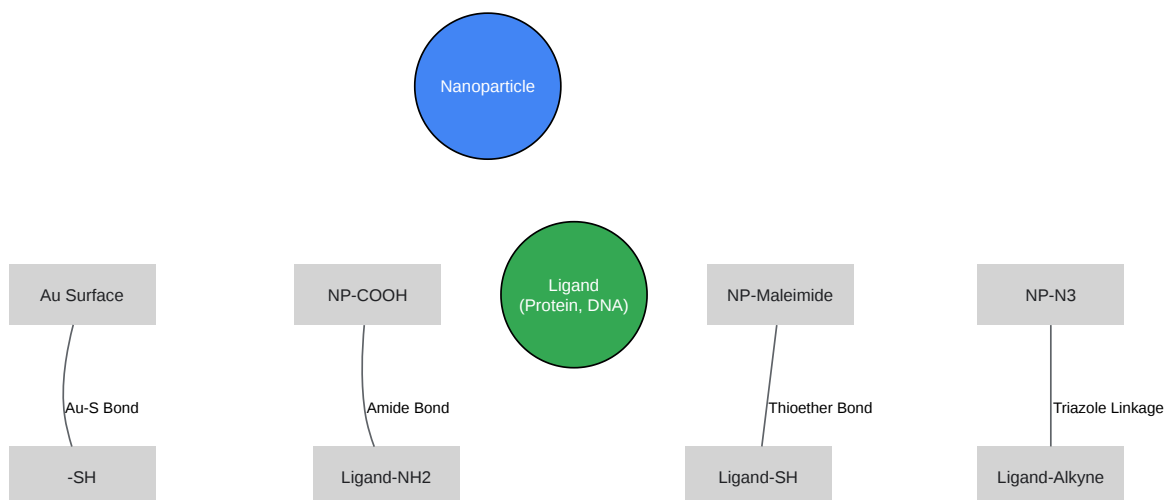 Nanoparticle
Ligand
(Protein, DNA)
Au Surface
NP-COOH
NP-Maleimide
NP-N3
Au-S Bond
Amide Bond
Thioether Bond
Triazole Linkage
-SH
Ligand-NH2
Ligand-SH
Ligand-Alkyne